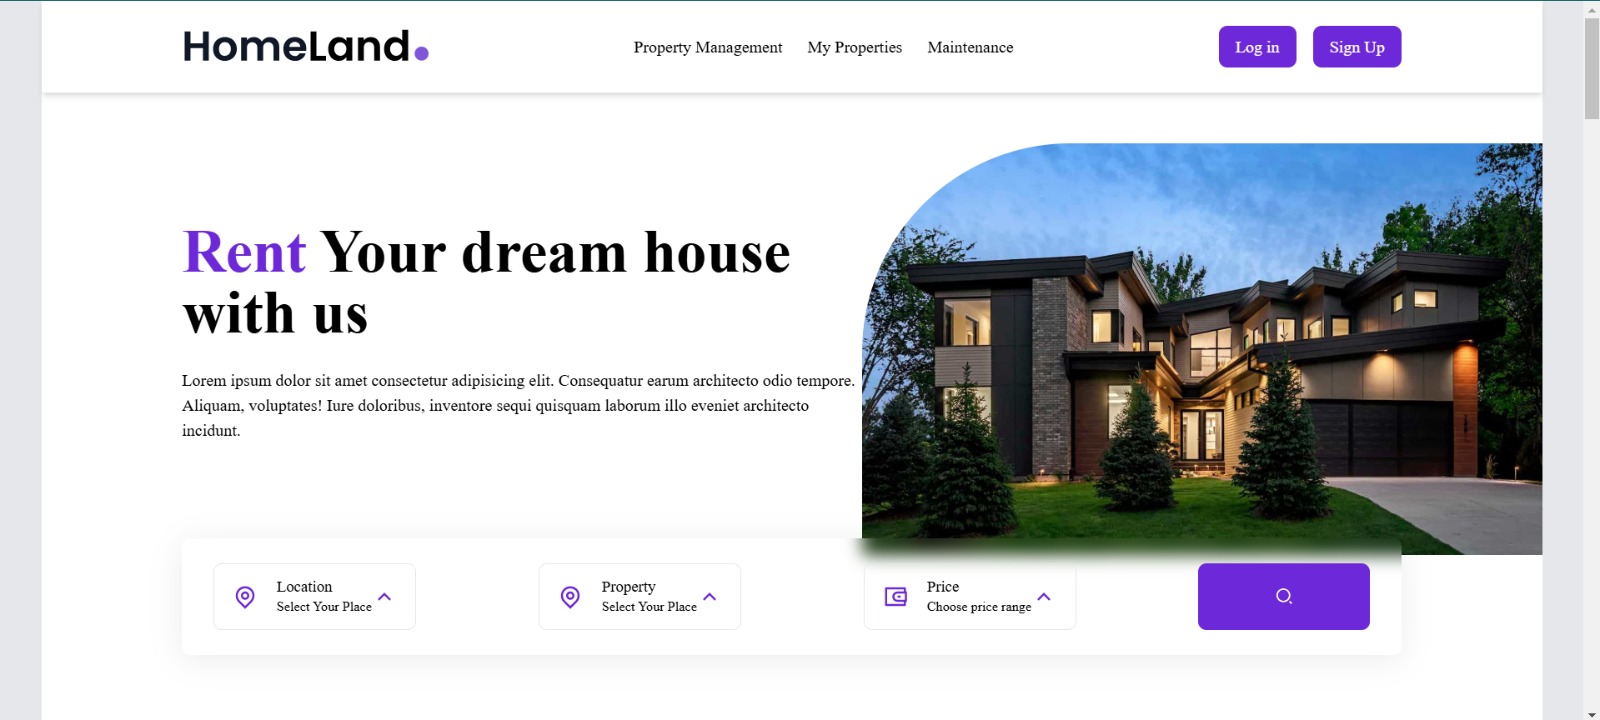 HomeLand.
Property Management
My Properties
Maintenance
Log in
Sign Up
Rent Your dream house
with us
Lorem ipsum dolor sit amet consectetur adipisicing elit. Consequatur earum architecto odio tempore.
Aliquam, voluptates! Iure doloribus, inventore sequi quisquam laborum illo eveniet architecto
incidunt.
Location
Select Your Place
Property
Select Your Place
Price
Choose price range